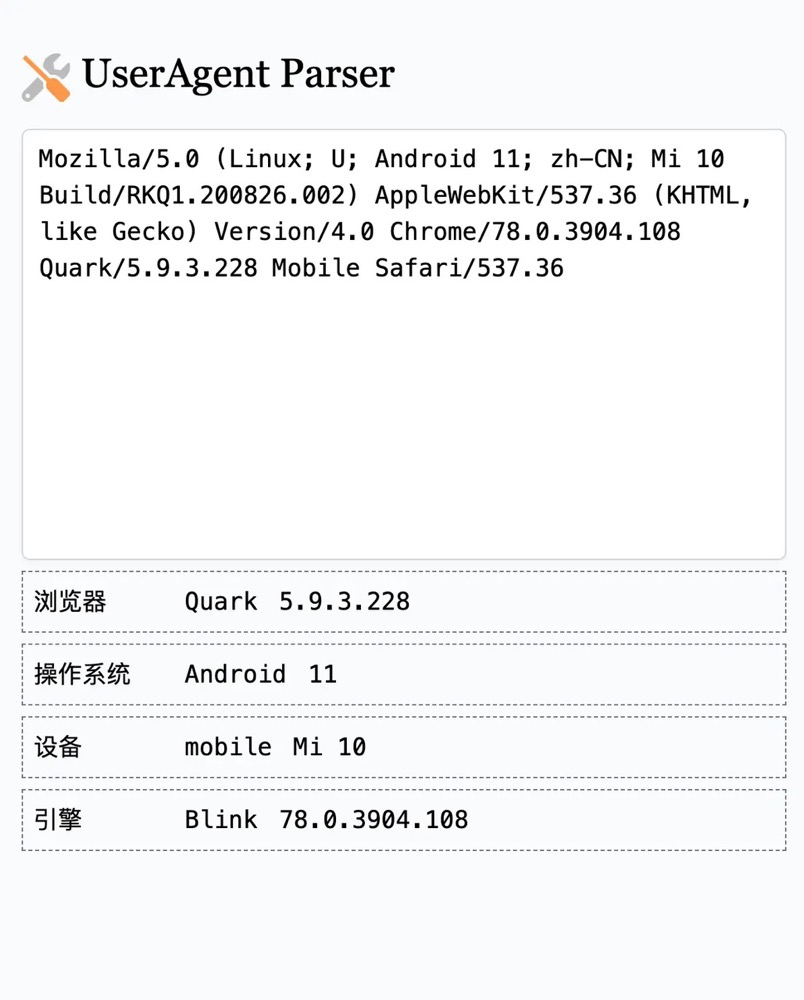 UserAgent Parser
Mozilla/5.0 (Linux; U; Android 11; zh-CN; Mi 10
Build/RKQ1.200826.002) AppleWebKit/537.36 (KHTML,
like Gecko) Version/4.0 Chrome/78.0.3904.108
Quark/5.9.3.228 Mobile Safari/537.36
浏览器 Quark 5.9.3.228
操作系统 Android 11
设备 mobile Mi 10
引擎 Blink 78.0.3904.108